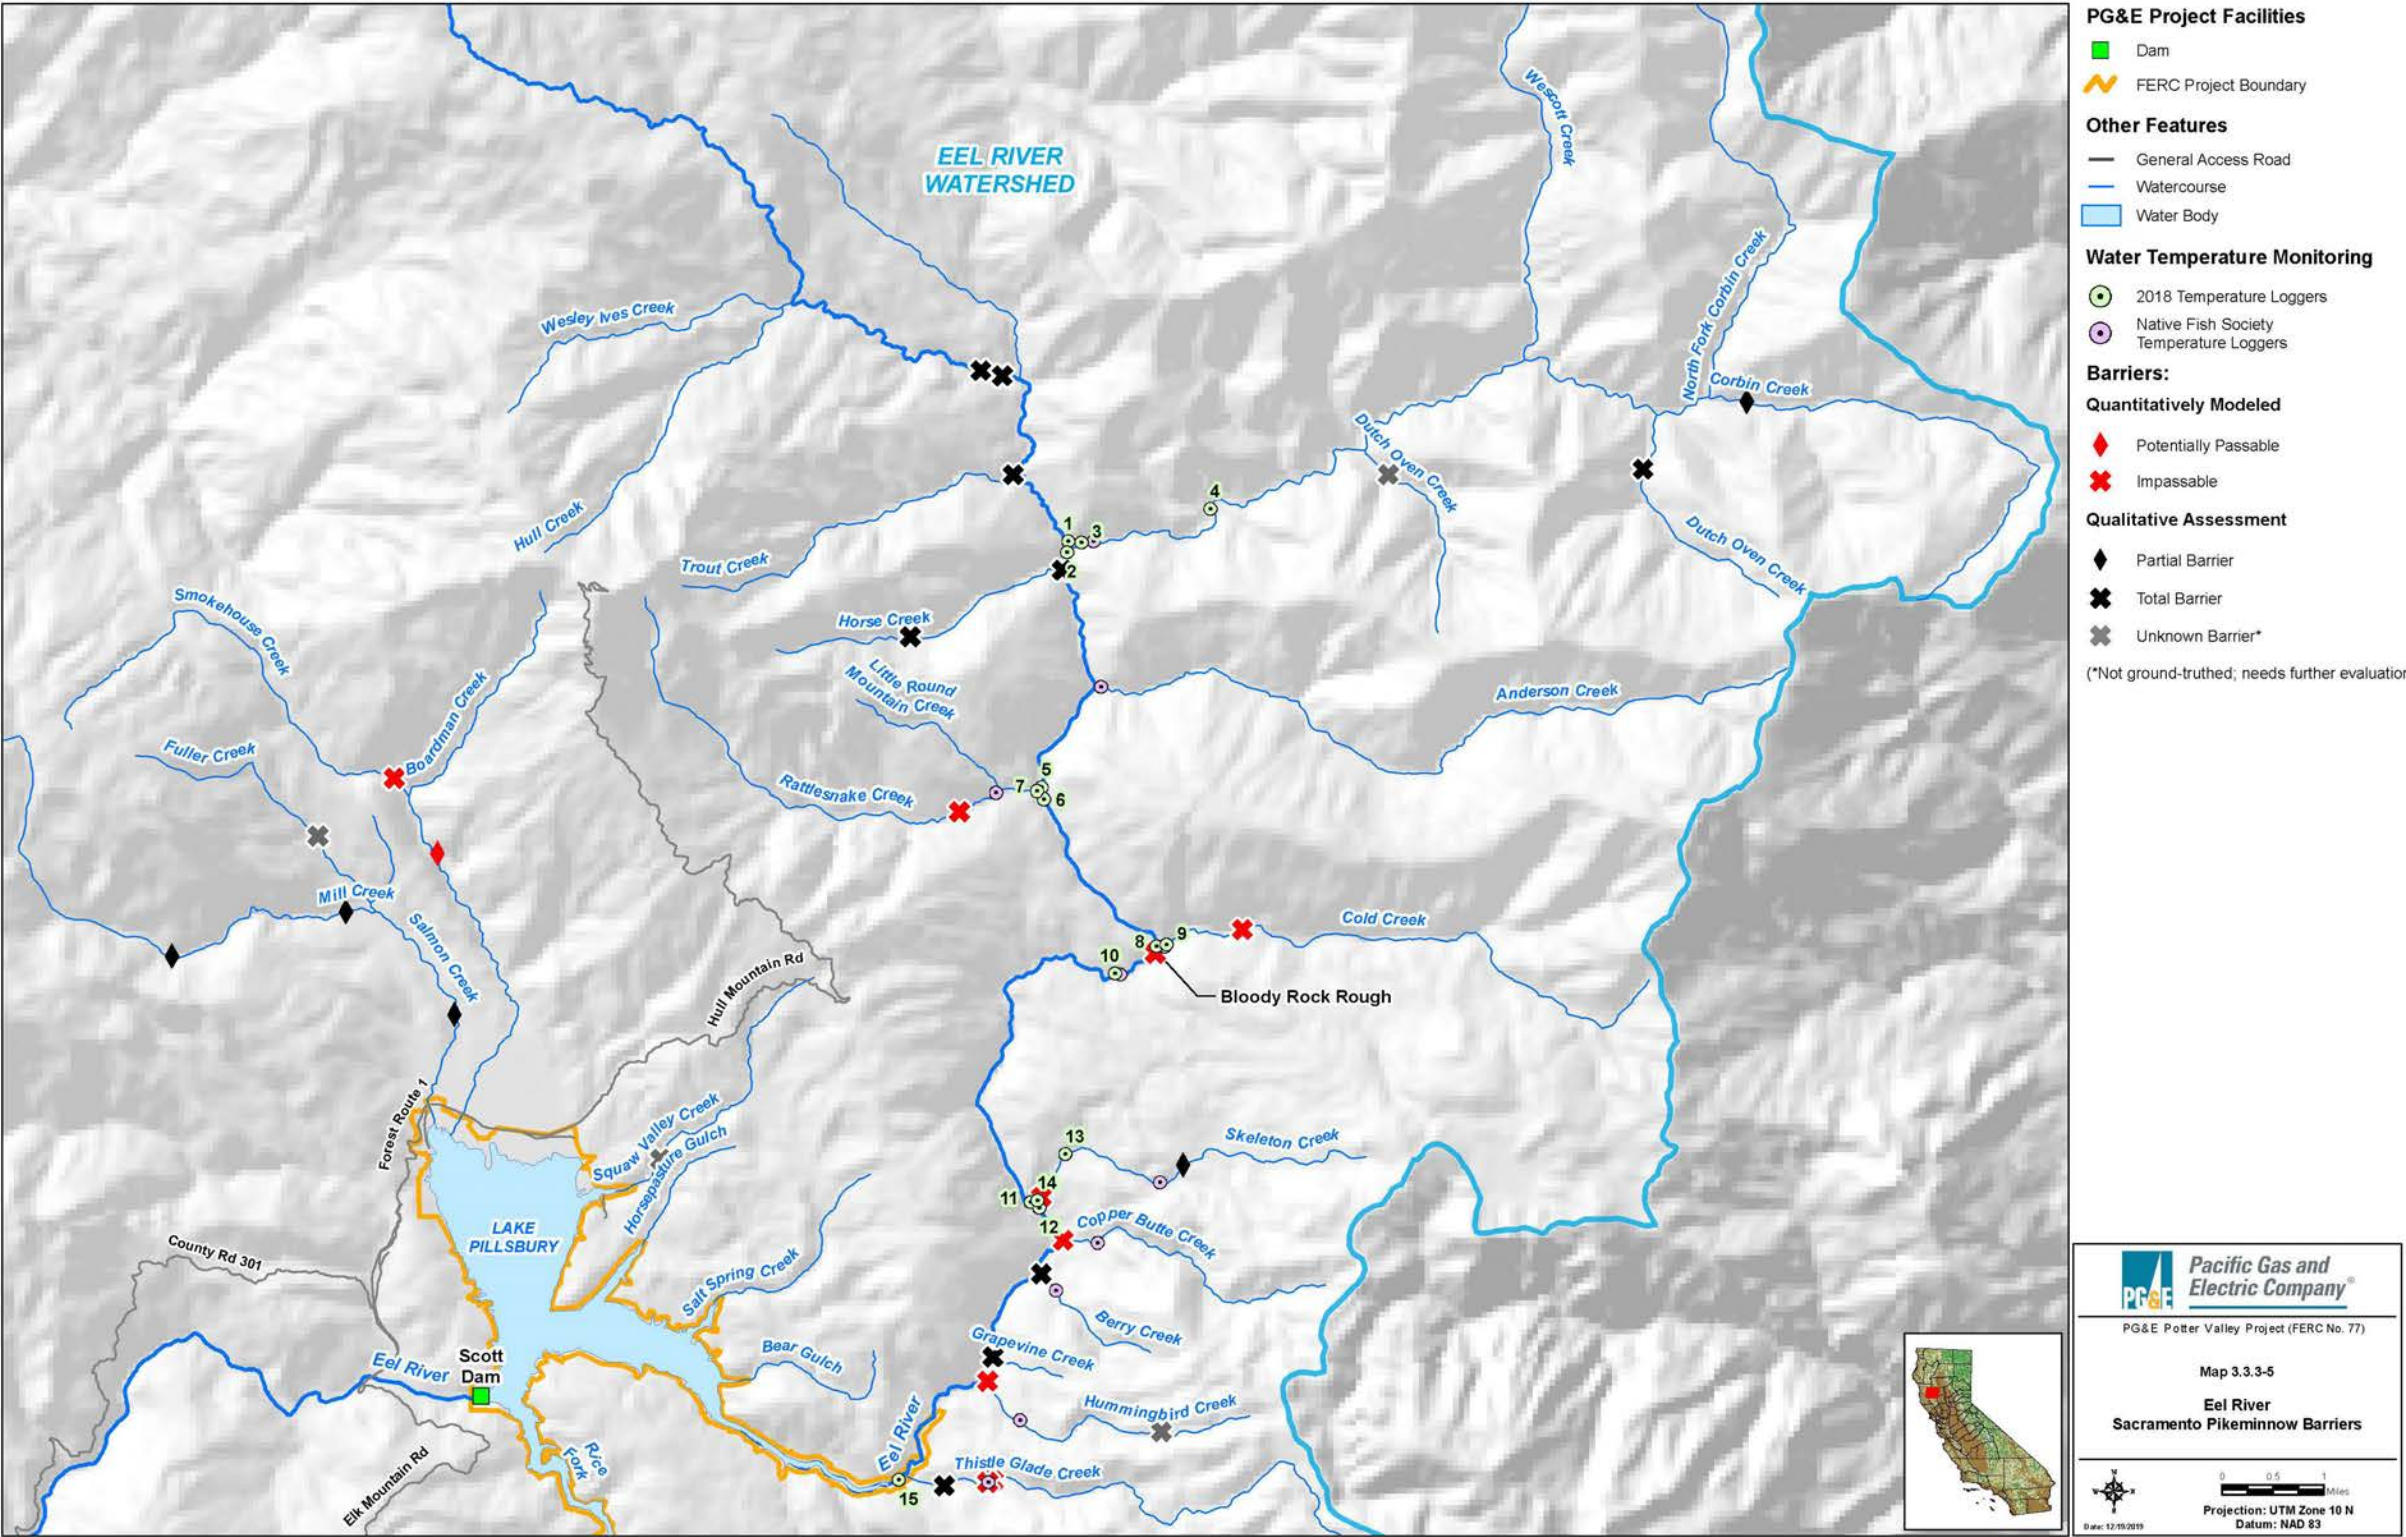 EEL RIVER
WATERSHED
Wescott Creek
North Fork Corbin Creek
Corbin Creek
Wesley Ives Creek
Dutch Oven Creek
Dutch Oven Creek
Hull Creek
Trout Creek
1
3
4
2
Smokehouse Creek
Horse Creek
Little Round
Mountain Creek
Anderson Creek
Boardman Creek
Fuller Creek
Rattlesnake Creek
7
5
6
Mill Creek
Salmon Creek
Cold Creek
8
9
10
Bloody Rock Rough
Hull Mountain Rd
Forest Route 1
Squaw Valley Creek
Horsepasture Gulch
13
Skeleton Creek
14
11
12
Copper Butte Creek
LAKE
PILLSBURY
County Rd 301
Salt Spring Creek
Berry Creek
Grapevine Creek
Bear Gulch
Eel River
Scott
Dam
Hummingbird Creek
Eel River
Rice
Fork
Elk Mountain Rd
Thistle Glade Creek
15
PG&E Project Facilities
Dam
FERC Project Boundary
Other Features
General Access Road
Watercourse
Water Body
Water Temperature Monitoring
2018 Temperature Loggers
Native Fish Society
Temperature Loggers
Barriers:
Quantitatively Modeled
Potentially Passable
Impassable
Qualitative Assessment
Partial Barrier
Total Barrier
Unknown Barrier*
(*Not ground-truthed; needs further evaluation
PG&E
Pacific Gas and
Electric Company®
PG&E Potter Valley Project (FERC No. 77)
Map 3.3.3-5
Eel River
Sacramento Pikeminnow Barriers
N
W E
S
0 0.5 1
Miles
Projection: UTM Zone 10 N
Datum: NAD 83
Date: 12/19/2019